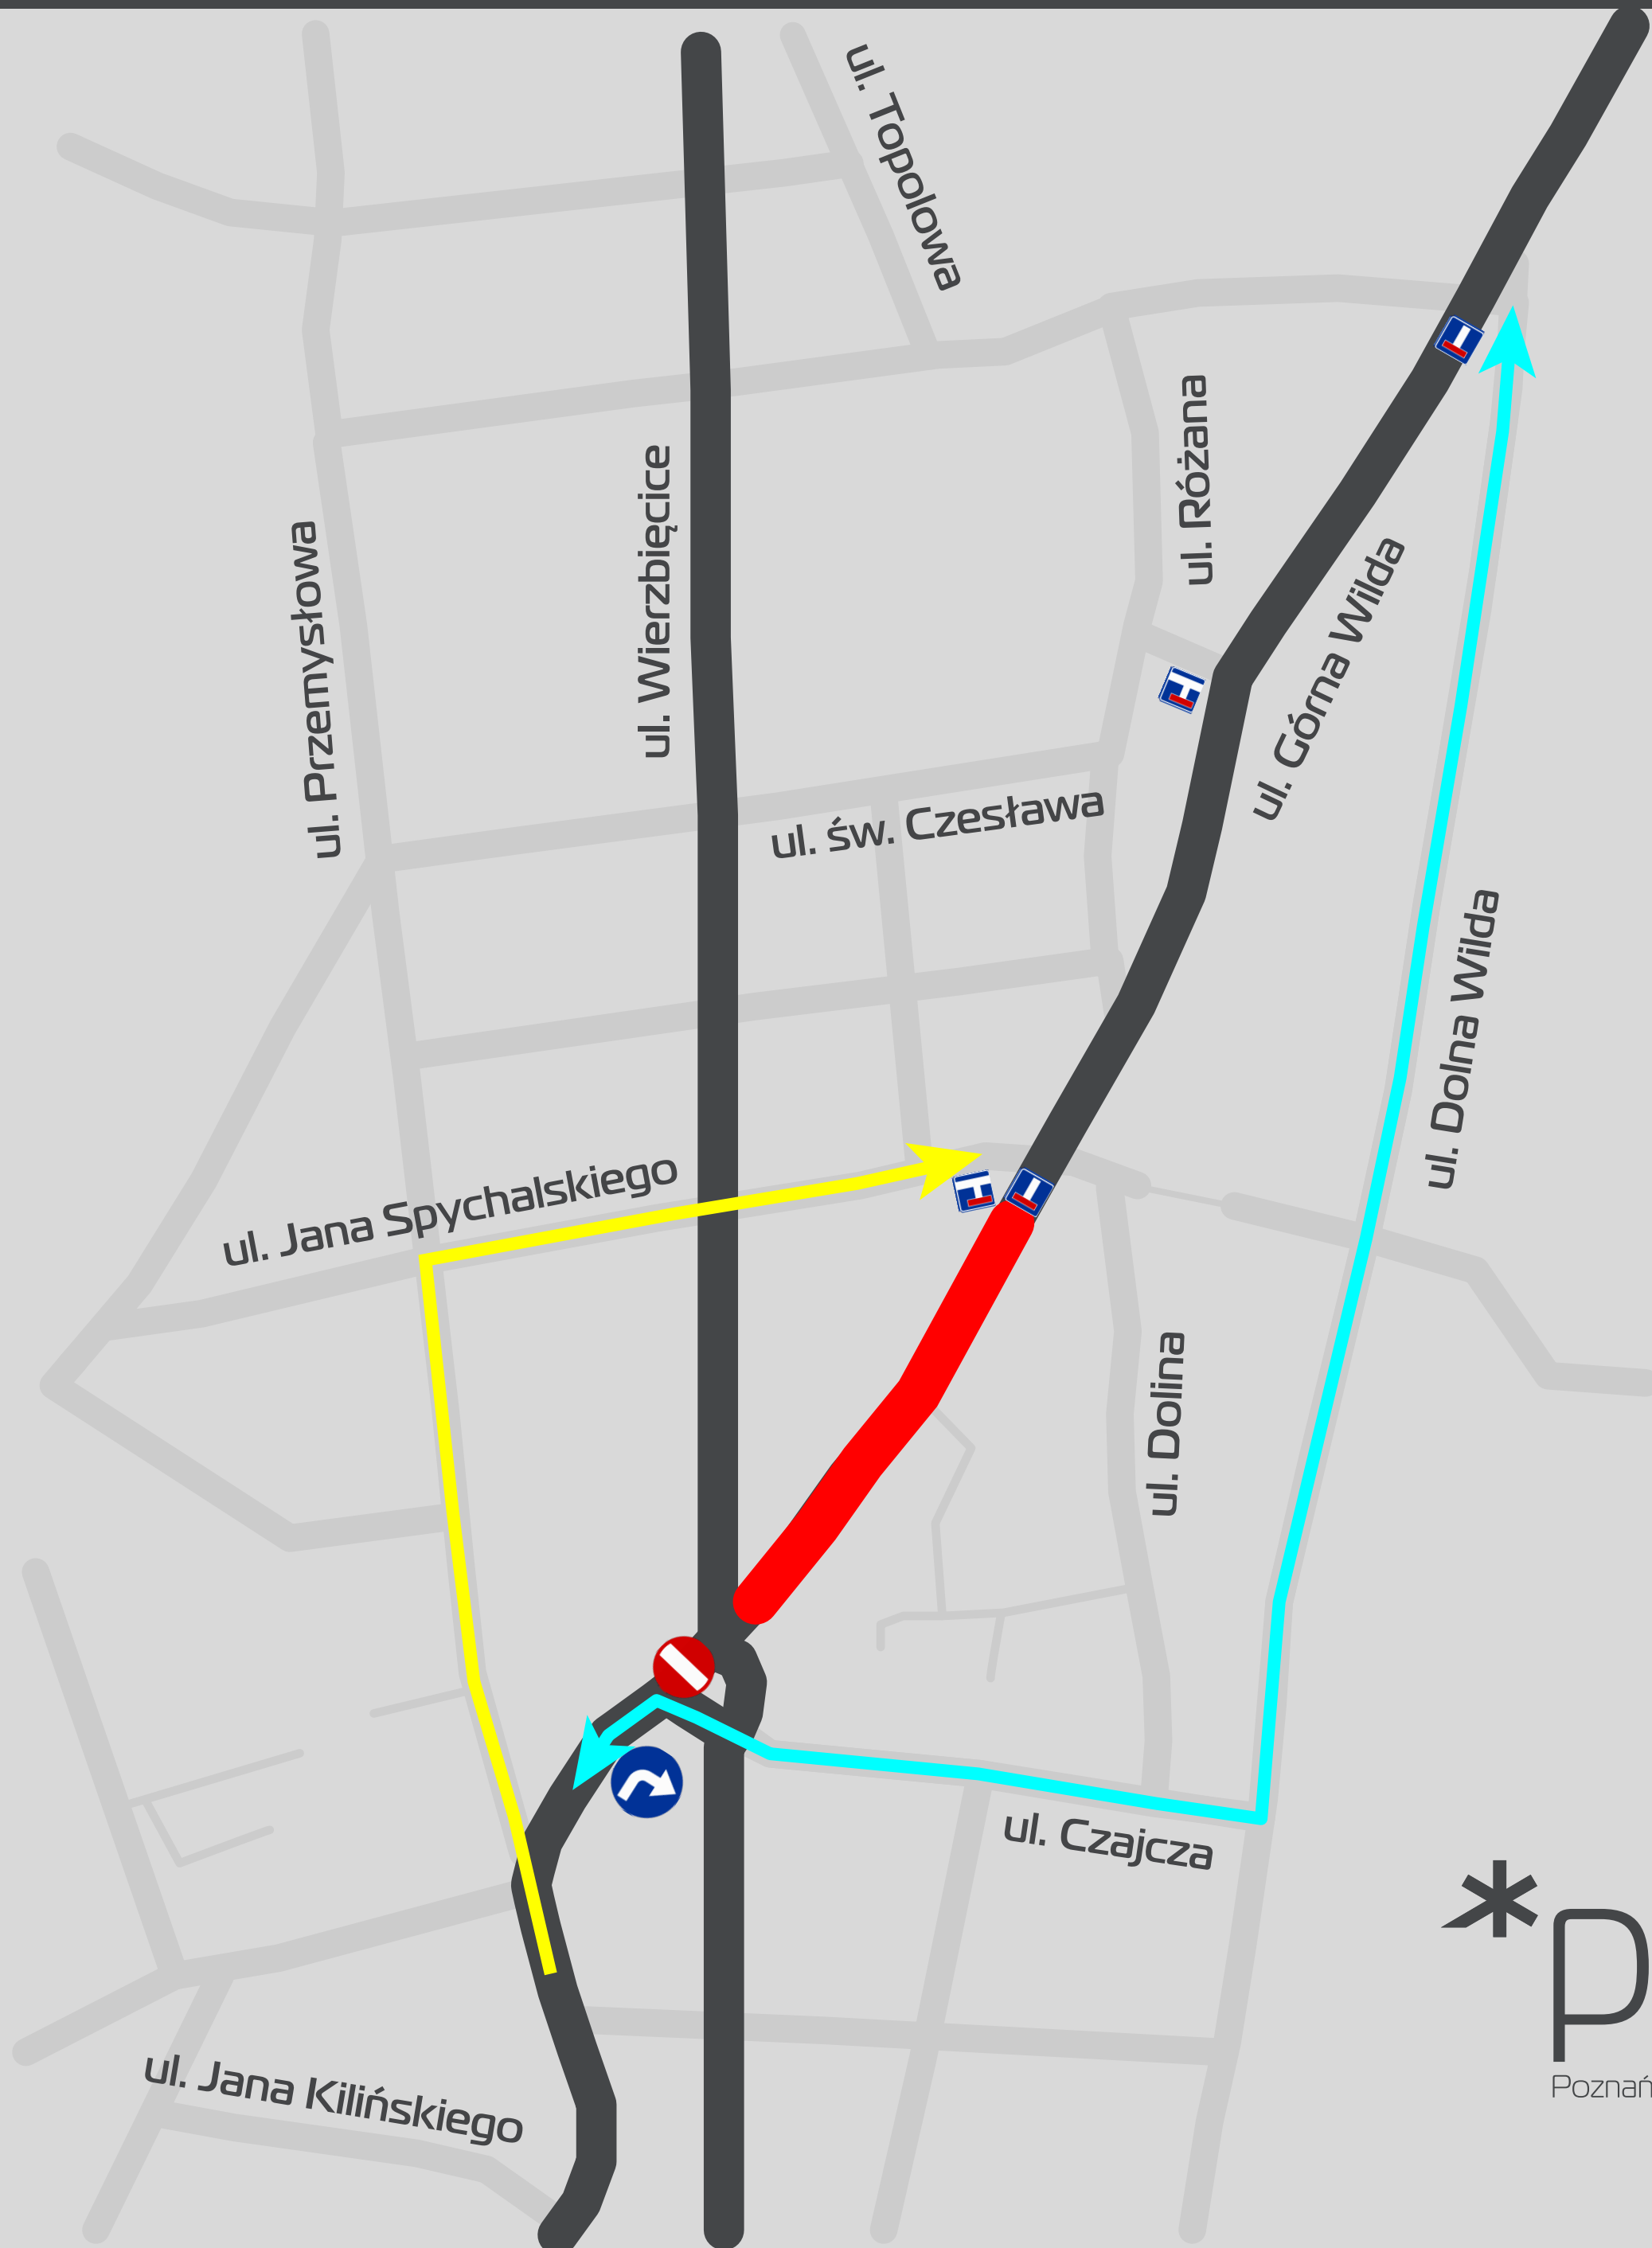 ul. Topolowa
ul. Różana
ul. Wierzbięcice
ul. Przemysłowa
ul. Górna Wilda
ul. św. Czesława
ul. Dolna Wilda
ul. Jana Spychalskiego
ul. Dolina
ul. Czajcza
P
Poznań
ul. Jana Kilińskiego